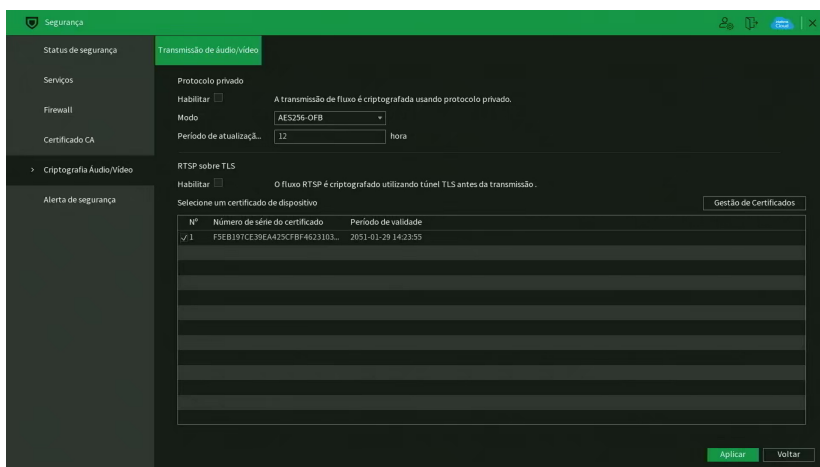 Segurança
Cloud
Status de segurança
Serviços
Firewall
Certificado CA
> Criptografia Áudio/Vídeo
Alerta de segurança
Transmissão de áudio/vídeo
Protocolo privado
Habilitar
A transmissão de fluxo é criptografada usando protocolo privado.
Modo
AES256-OFB
Período de atualizaçã...
12
hora
RTSP sobre TLS
Habilitar
O fluxo RTSP é criptografado utilizando túnel TLS antes da transmissão .
Selecione um certificado de dispositivo
Gestão de Certificados
Nº Número de série do certificado Período de validade
1 F5EB197CE39EA425CFBF4623103... 2051-01-29 14:23:55
Aplicar
Voltar